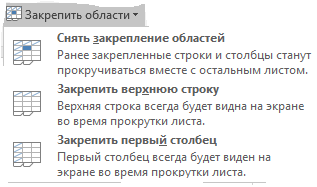 Закрепить области
Снять закрепление областей
Ранее закрепленные строки и столбцы станут
прокручиваться вместе с остальным листом.
Закрепить верхнюю строку
Верхняя строка всегда будет видна на экране
во время прокрутки листа.
Закрепить первый столбец
Первый столбец всегда будет виден на
экране во время прокрутки листа.